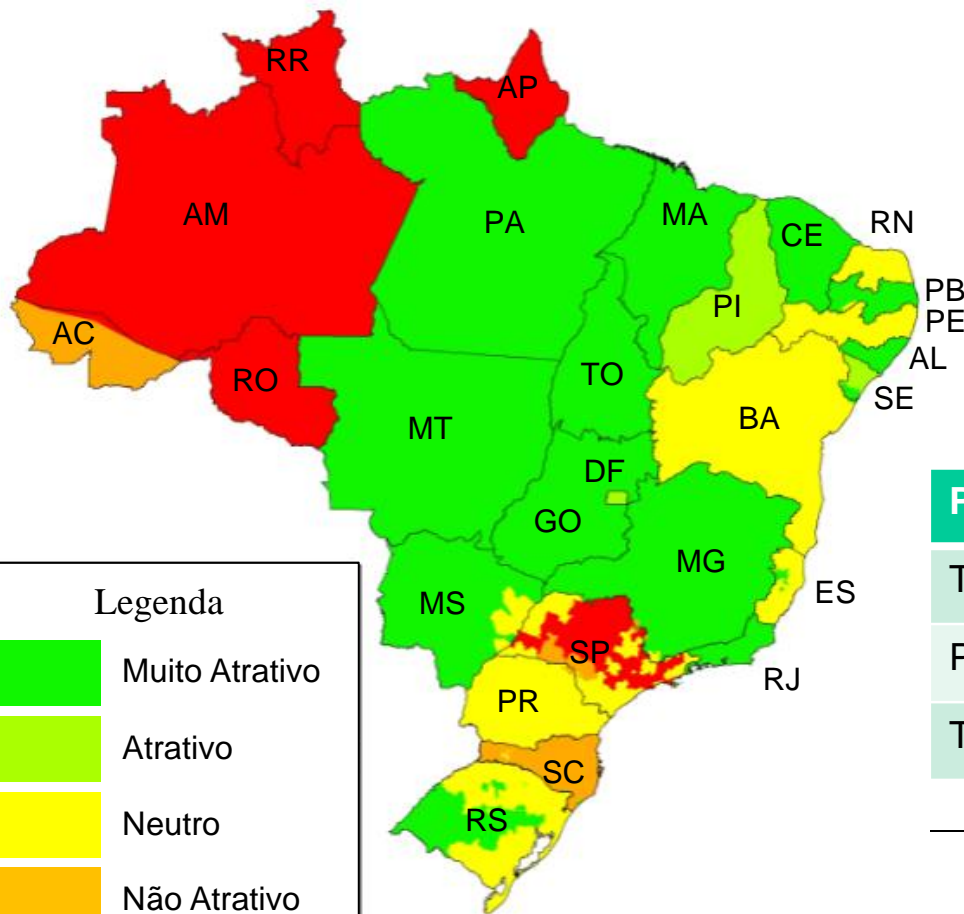 RR
AP
AM
PA
MA
CE
RN
PB
PE
AL
SE
PI
AC
RO
TO
MT
BA
DF
GO
MG
ES
MS
SP
RJ
PR
SC
RS
Legenda
Muito Atrativo
Atrativo
Neutro
Não Atrativo